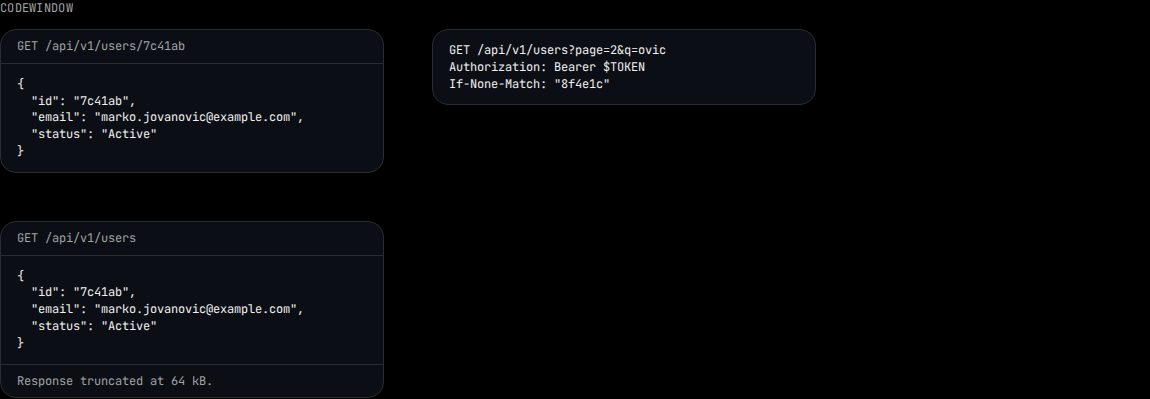 CODEWINDOW
GET /api/v1/users/7c41ab
{
  "id": "7c41ab",
  "email": "marko.jovanovic@example.com",
  "status": "Active"
}
GET /api/v1/users?page=2&q=ovic
Authorization: Bearer $TOKEN
If-None-Match: "8f4e1c"
GET /api/v1/users
{
  "id": "7c41ab",
  "email": "marko.jovanovic@example.com",
  "status": "Active"
}
Response truncated at 64 kB.